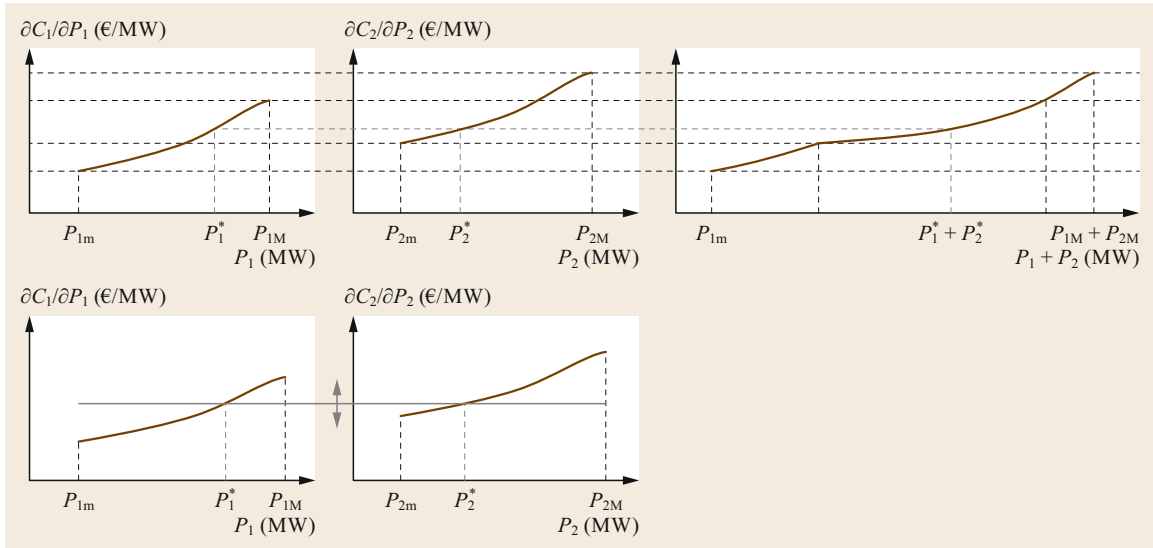 ∂C₁/∂P₁ (€/MW)
∂C₂/∂P₂ (€/MW)
P₁ₘ
P₁*
P₁M
P₁ (MW)
P₂ₘ
P₂*
P₂M
P₂ (MW)
P₁ₘ
P₁* + P₂*
P₁M + P₂M
P₁ + P₂ (MW)
∂C₁/∂P₁ (€/MW)
∂C₂/∂P₂ (€/MW)
P₁ₘ
P₁*
P₁M
P₁ (MW)
P₂ₘ
P₂*
P₂M
P₂ (MW)